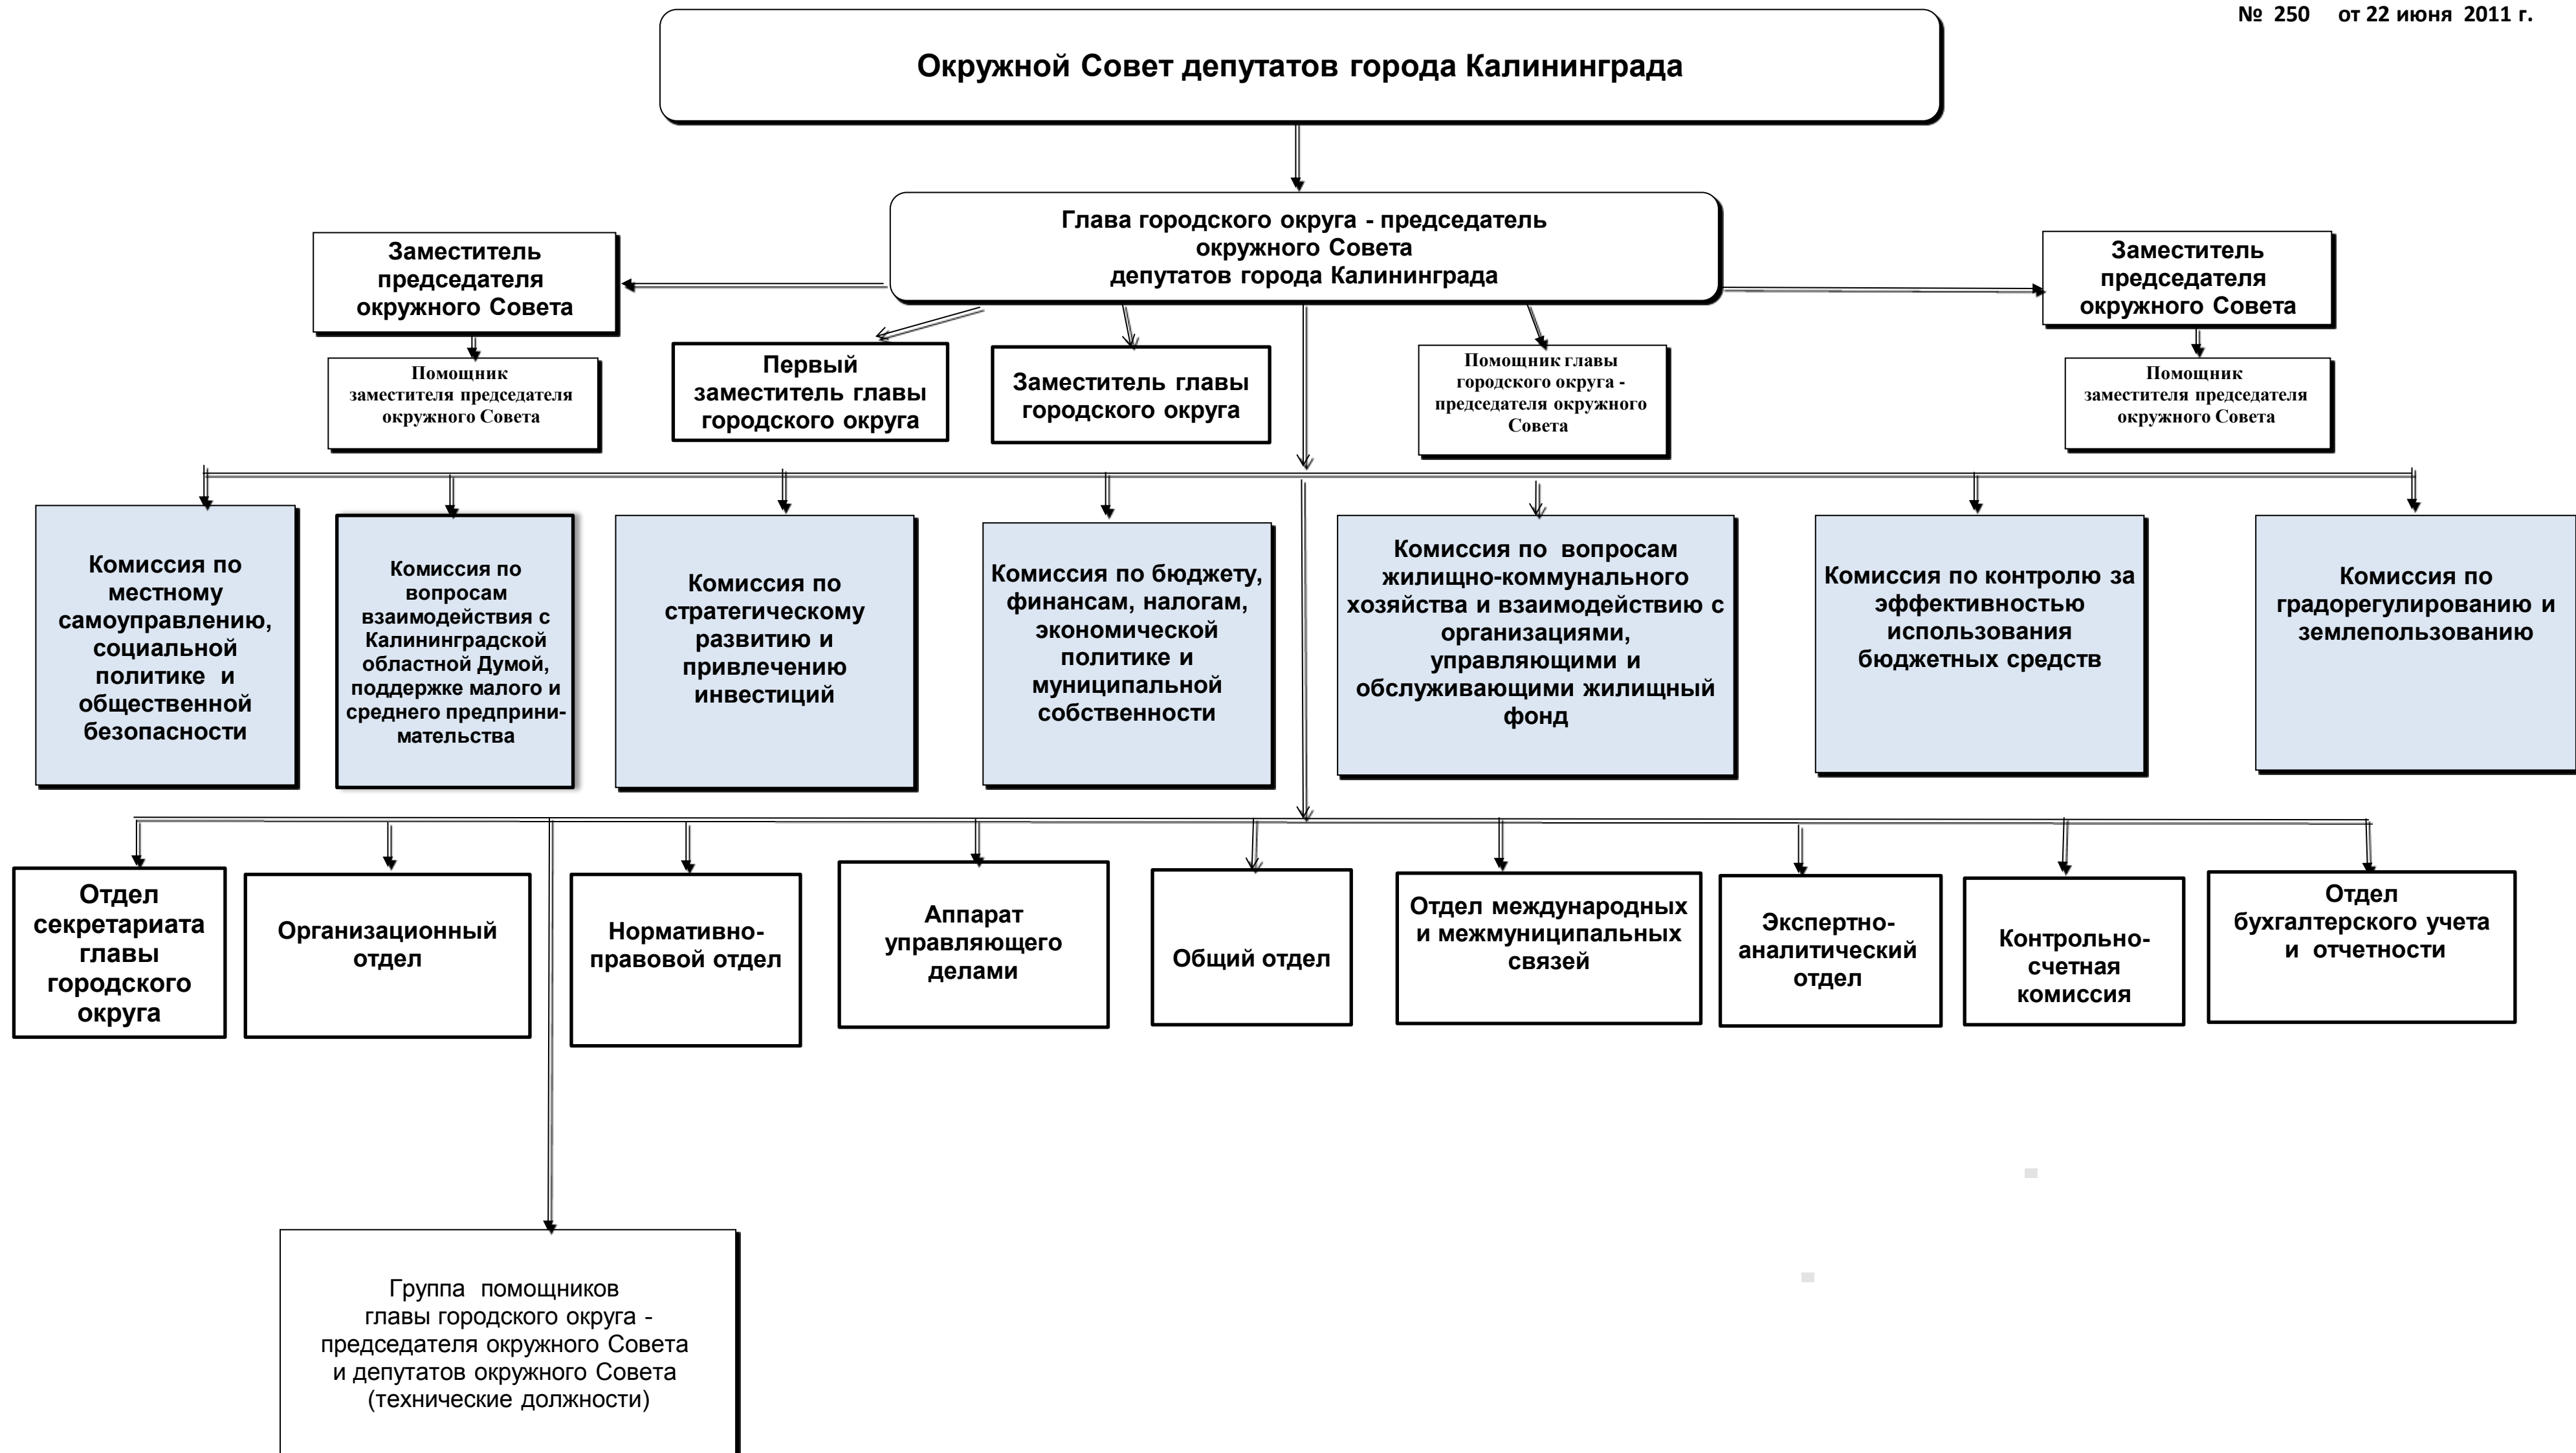 № 250 от 22 июня 2011 г.
Окружной Совет депутатов города Калининграда
Глава городского округа - председатель
окружного Совета
депутатов города Калининграда
Заместитель
председателя
окружного Совета
Заместитель
председателя
окружного Совета
Помощник
заместителя председателя
окружного Совета
Первый
заместитель главы
городского округа
Заместитель главы
городского округа
Помощник главы
городского округа -
председателя окружного
Совета
Помощник
заместителя председателя
окружного Совета
Комиссия по
местному
самоуправлению,
социальной
политике и
общественной
безопасности
Комиссия по
вопросам
взаимодействия с
Калининградской
областной Думой,
поддержке малого и
среднего предприни-
мательства
Комиссия по
стратегическому
развитию и
привлечению
инвестиций
Комиссия по бюджету,
финансам, налогам,
экономической
политике и
муниципальной
собственности
Комиссия по вопросам
жилищно-коммунального
хозяйства и взаимодействию с
организациями,
управляющими и
обслуживающими жилищный
фонд
Комиссия по контролю за
эффективностью
использования
бюджетных средств
Комиссия по
градорегулированию и
землепользованию
Отдел
секретариата
главы
городского
округа
Организационный
отдел
Нормативно-
правовой отдел
Аппарат
управляющего
делами
Общий отдел
Отдел международных
и межмуниципальных
связей
Экспертно-
аналитический
отдел
Контрольно-
счетная
комиссия
Отдел
бухгалтерского учета
и отчетности
Группа помощников
главы городского округа -
председателя окружного Совета
и депутатов окружного Совета
(технические должности)